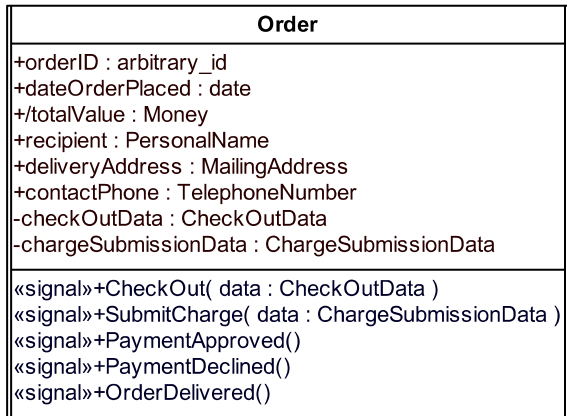 Order
+orderID : arbitrary_id
+dateOrderPlaced : date
+/totalValue : Money
+recipient : PersonalName
+deliveryAddress : MailingAddress
+contactPhone : TelephoneNumber
-checkOutData : CheckOutData
-chargeSubmissionData : ChargeSubmissionData
«signal»+CheckOut( data : CheckOutData )
«signal»+SubmitCharge( data : ChargeSubmissionData )
«signal»+PaymentApproved()
«signal»+PaymentDeclined()
«signal»+OrderDelivered()